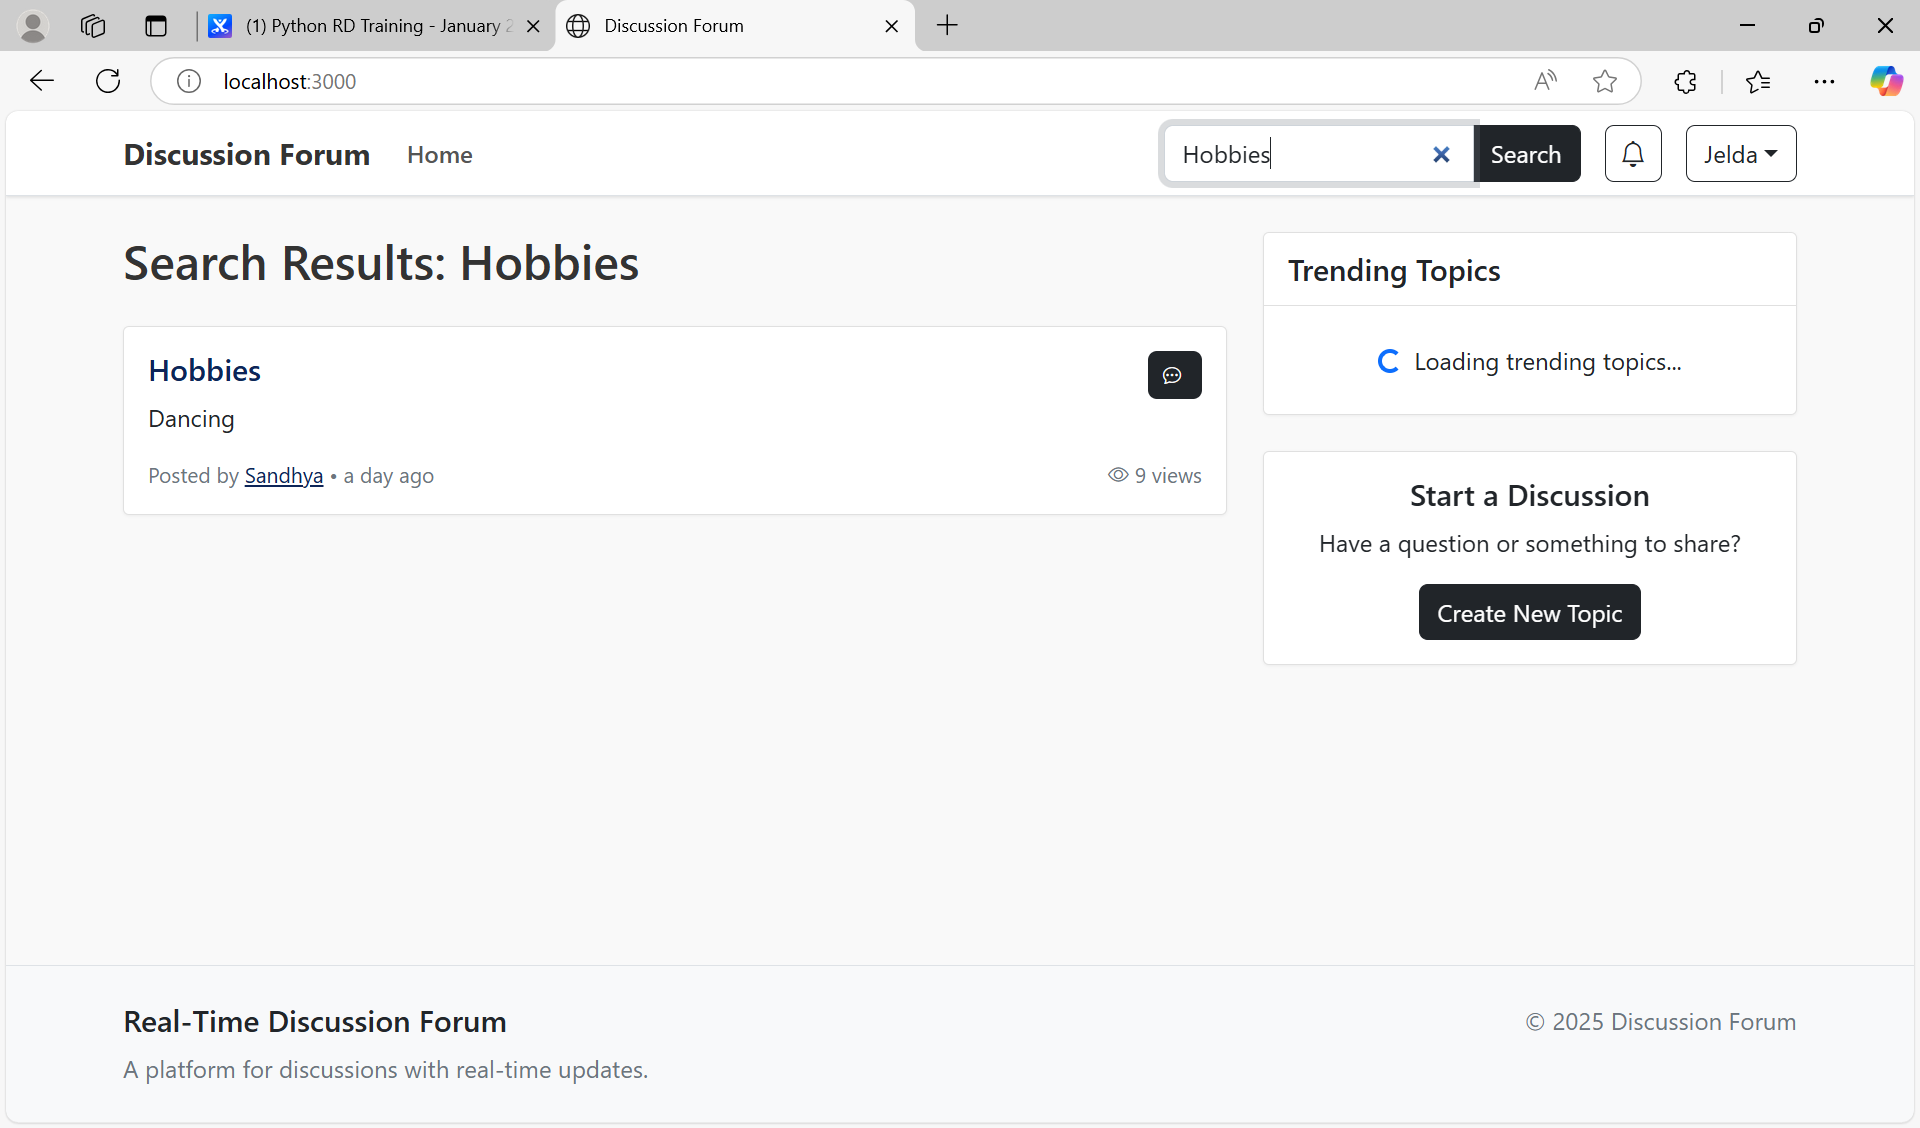 (1) Python RD Training - January 2
Discussion Forum
localhost:3000
Discussion Forum
Home
Hobbies
Search
Jelda
Search Results: Hobbies
Hobbies
Dancing
Posted by Sandhya • a day ago
9 views
Trending Topics
Loading trending topics...
Start a Discussion
Have a question or something to share?
Create New Topic
Real-Time Discussion Forum
A platform for discussions with real-time updates.
© 2025 Discussion Forum